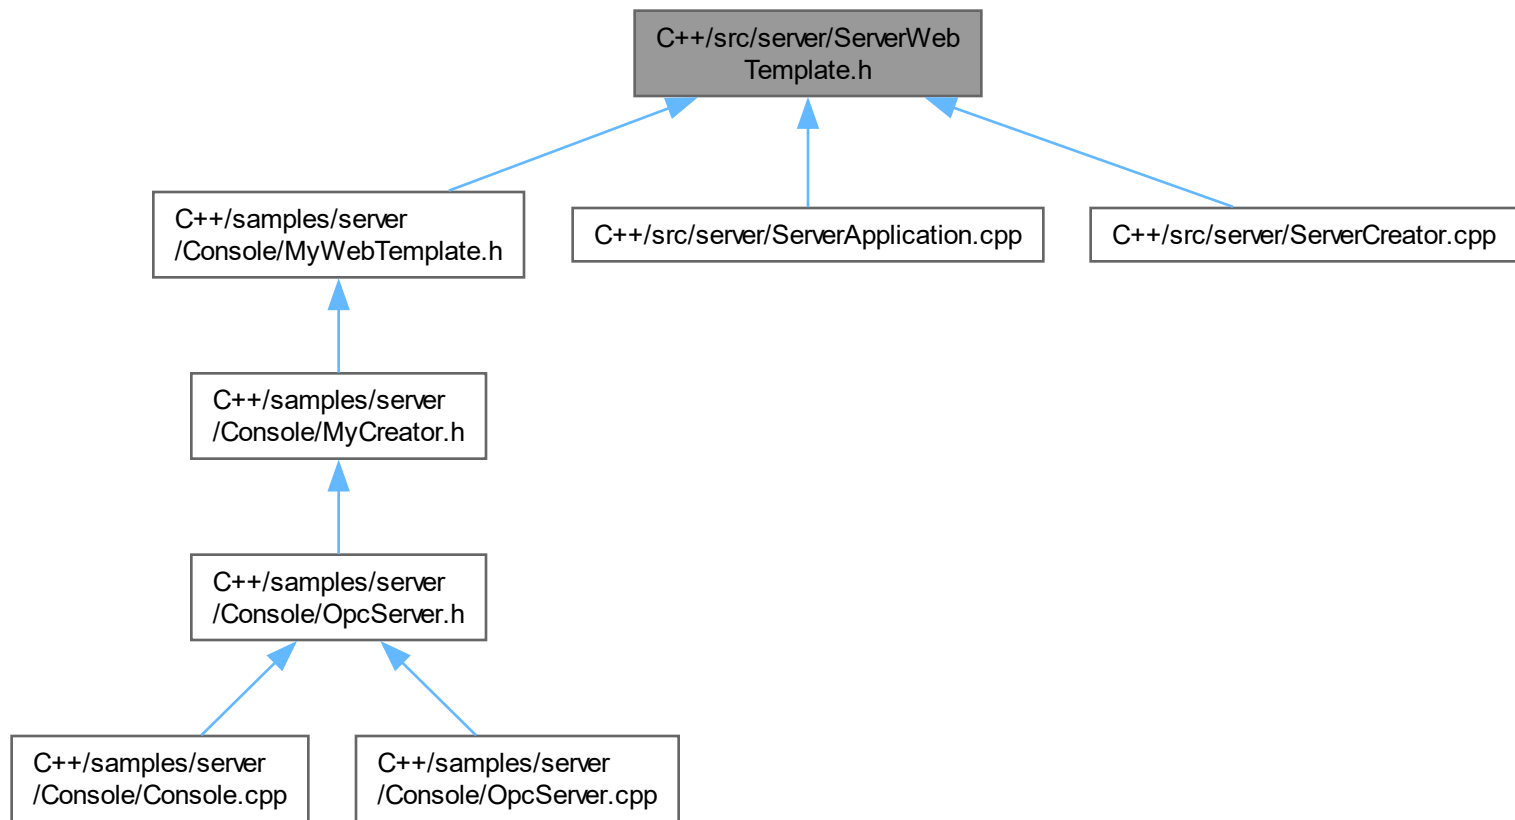 C++/src/server/ServerWeb
Template.h
C++/samples/server
/Console/MyWebTemplate.h
C++/src/server/ServerApplication.cpp
C++/src/server/ServerCreator.cpp
C++/samples/server
/Console/MyCreator.h
C++/samples/server
/Console/OpcServer.h
C++/samples/server
/Console/Console.cpp
C++/samples/server
/Console/OpcServer.cpp